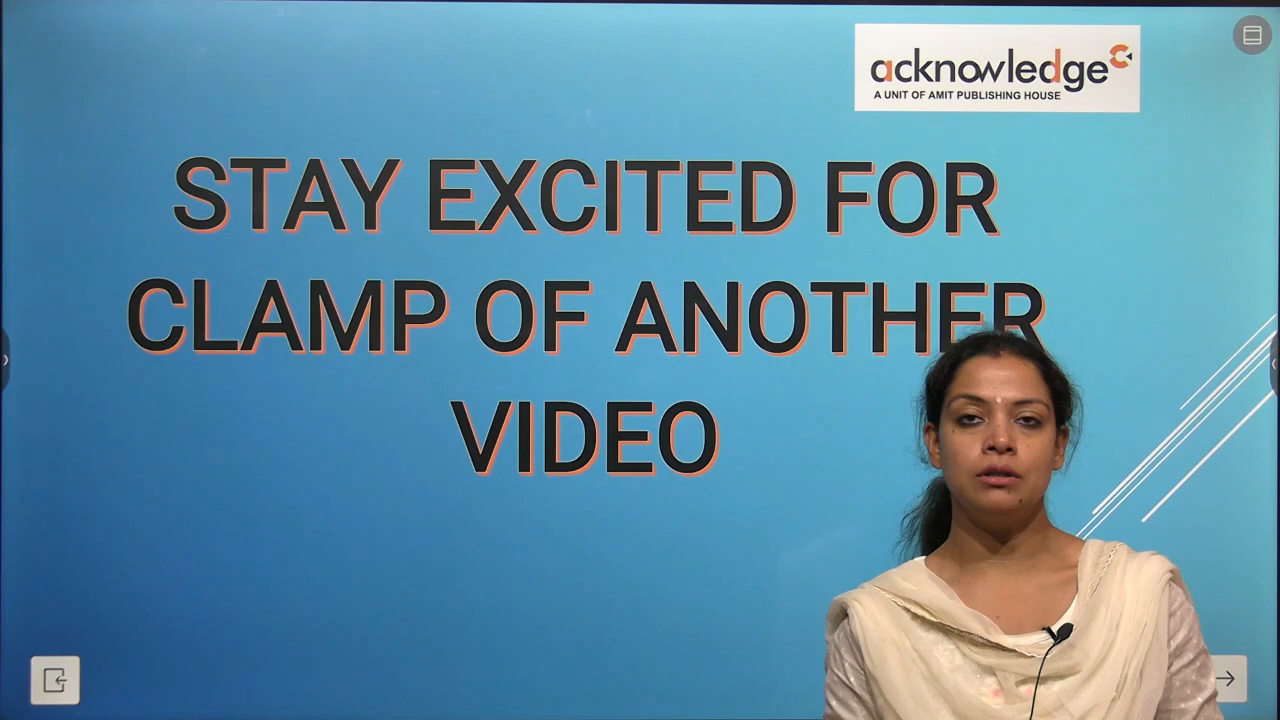 acknowledge
A UNIT OF AMIT PUBLISHING HOUSE
STAY EXCITED FOR
CLAMP OF ANOTHER
VIDEO